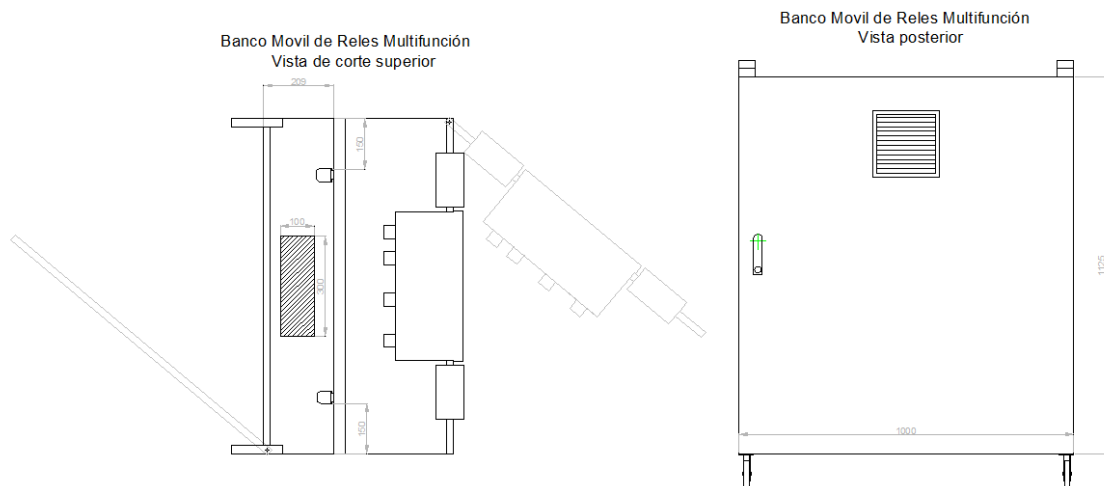 Banco Movil de Reles Multifunción
Vista de corte superior
209
150
100
300
150
Banco Movil de Reles Multifunción
Vista posterior
1125
1000